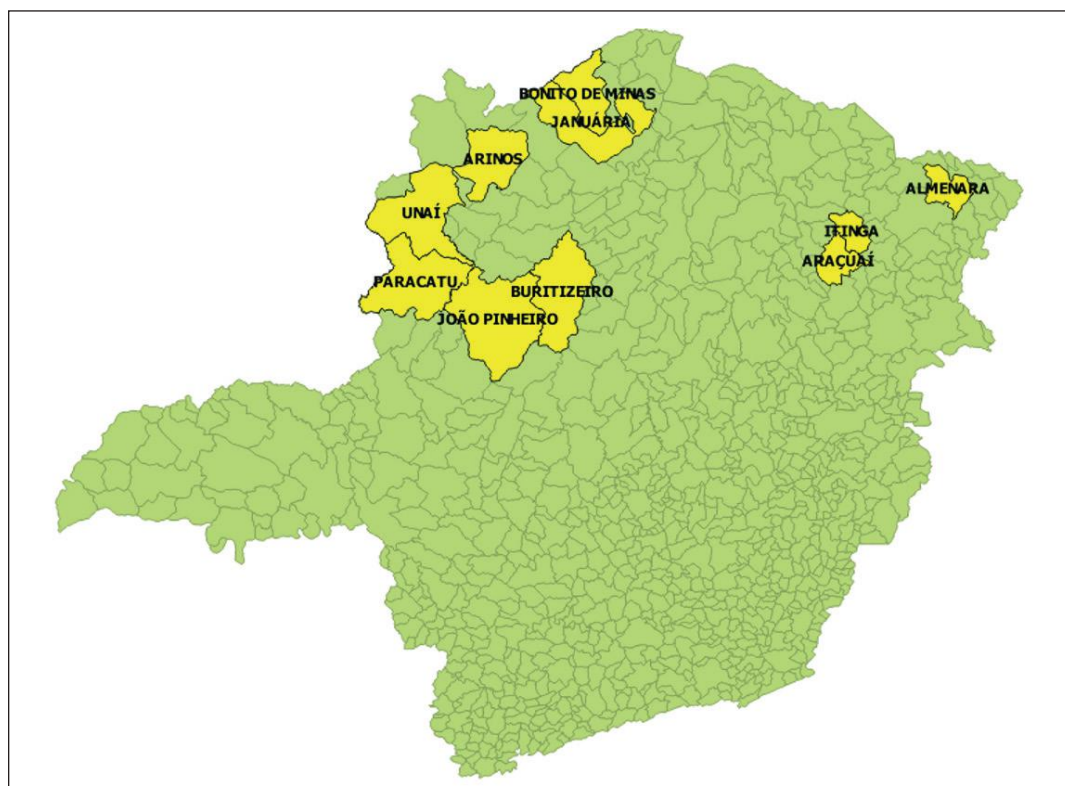 BONITO DE MINAS
JANUÁRIA
ARINOS
ALMENARA
UNAÍ
ITINGA
ARAÇUAÍ
PARACATU
BURITIZEIRO
JOÃO PINHEIRO